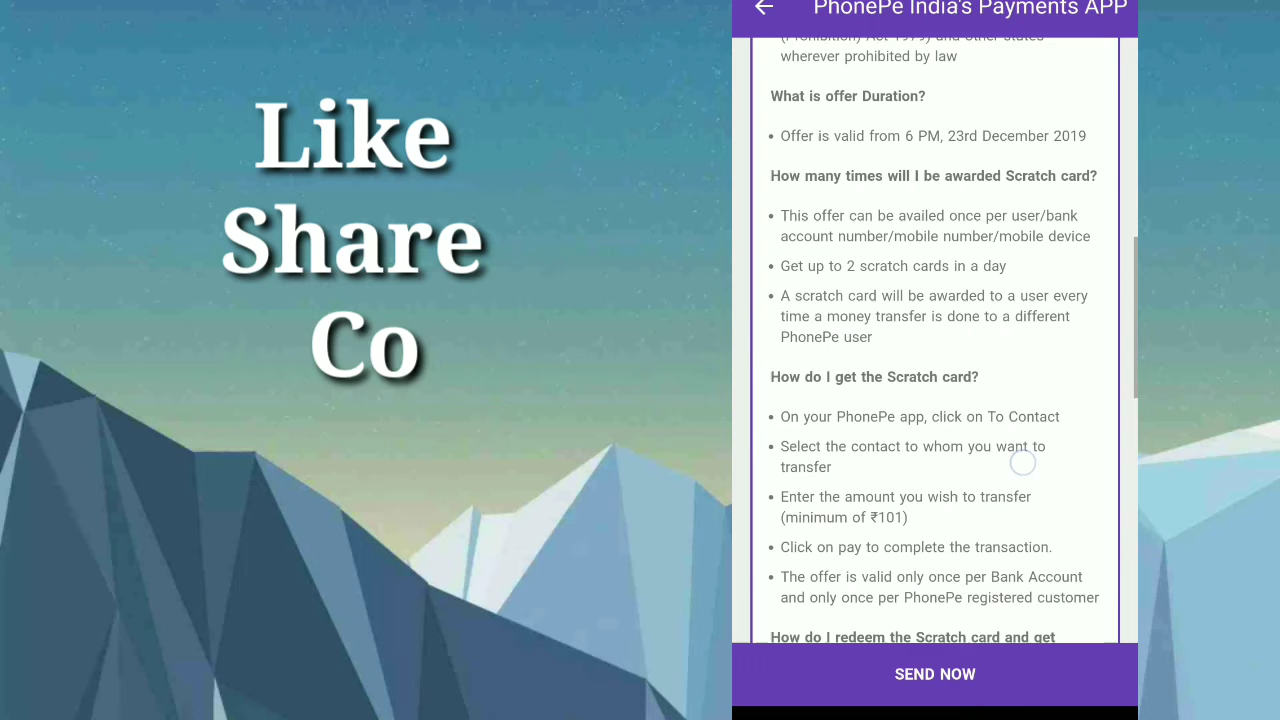 Like
Share
Co
PhonePe India's Payments APP
(Prohibition) Act 1979) and other states
wherever prohibited by law
What is offer Duration?
• Offer is valid from 6 PM, 23rd December 2019
How many times will I be awarded Scratch card?
• This offer can be availed once per user/bank
account number/mobile number/mobile device
• Get up to 2 scratch cards in a day
• A scratch card will be awarded to a user every
time a money transfer is done to a different
PhonePe user
How do I get the Scratch card?
• On your PhonePe app, click on To Contact
• Select the contact to whom you want to
transfer
• Enter the amount you wish to transfer
(minimum of ₹101)
• Click on pay to complete the transaction.
• The offer is valid only once per Bank Account
and only once per PhonePe registered customer
How do I redeem the Scratch card and get
SEND NOW